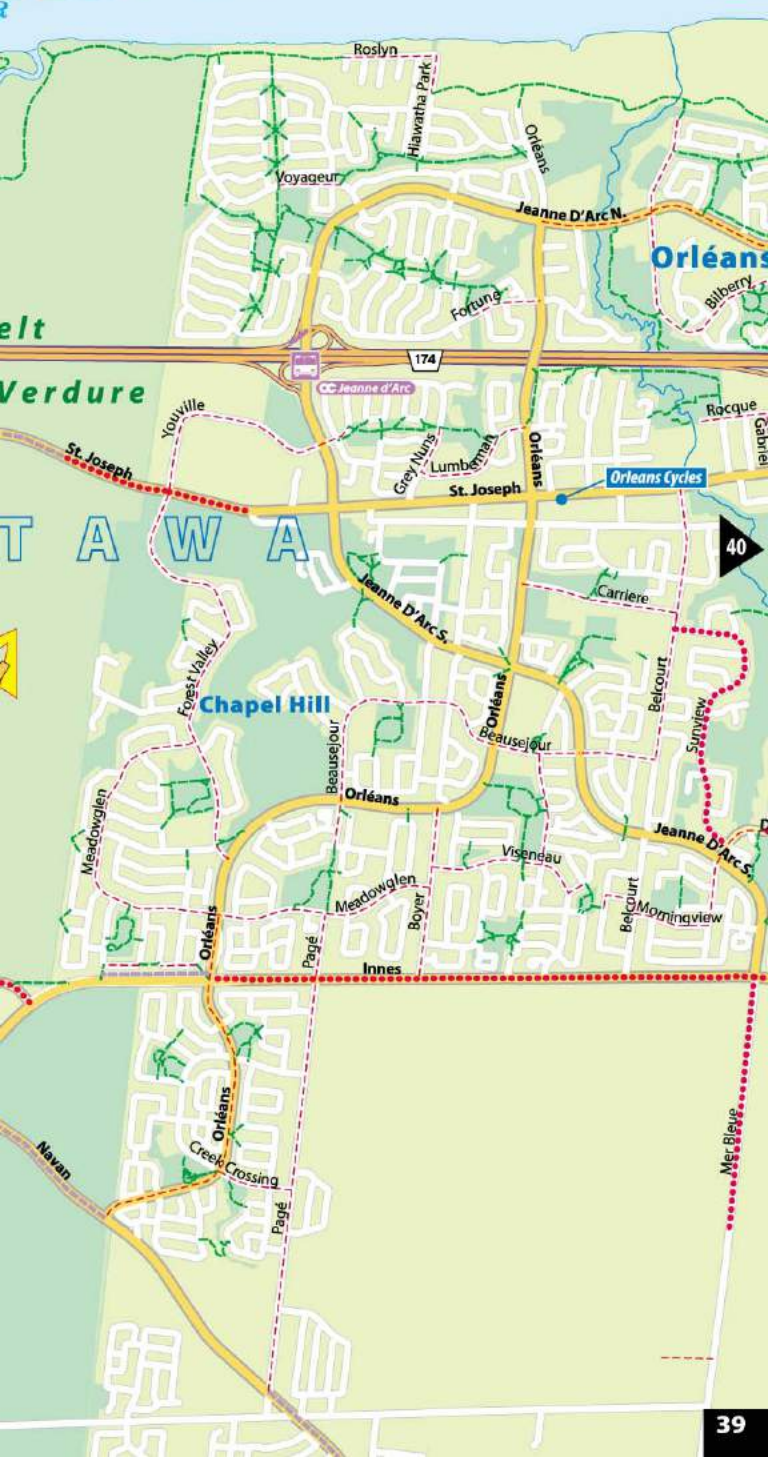 R
Roslyn
Hiawatha Park
Orléans
Voyageur
Jeanne D'Arc N.
Orléans
Bilberry
Fortune
elt
174
Verdure
OC Jeanne d'Arc
Youville
Rocque
Gabriel
St. Joseph
Grey Nuns
Lumberman
Orléans
Orleans Cycles
St. Joseph
T A W A
40
Jeanne D'Arc S.
Carriere
Forest Valley
Belcourt
Chapel Hill
Orléans
Sunview
Beausejour
Beausejour
Orléans
Meadowglen
Jeanne D'Arc S.
D
Viseneau
Meadowglen
Boyer
Belcourt
Morningview
Orléans
Pagé
Innes
Orléans
Mer Bleue
Navan
Creek Crossing
Pagé
39